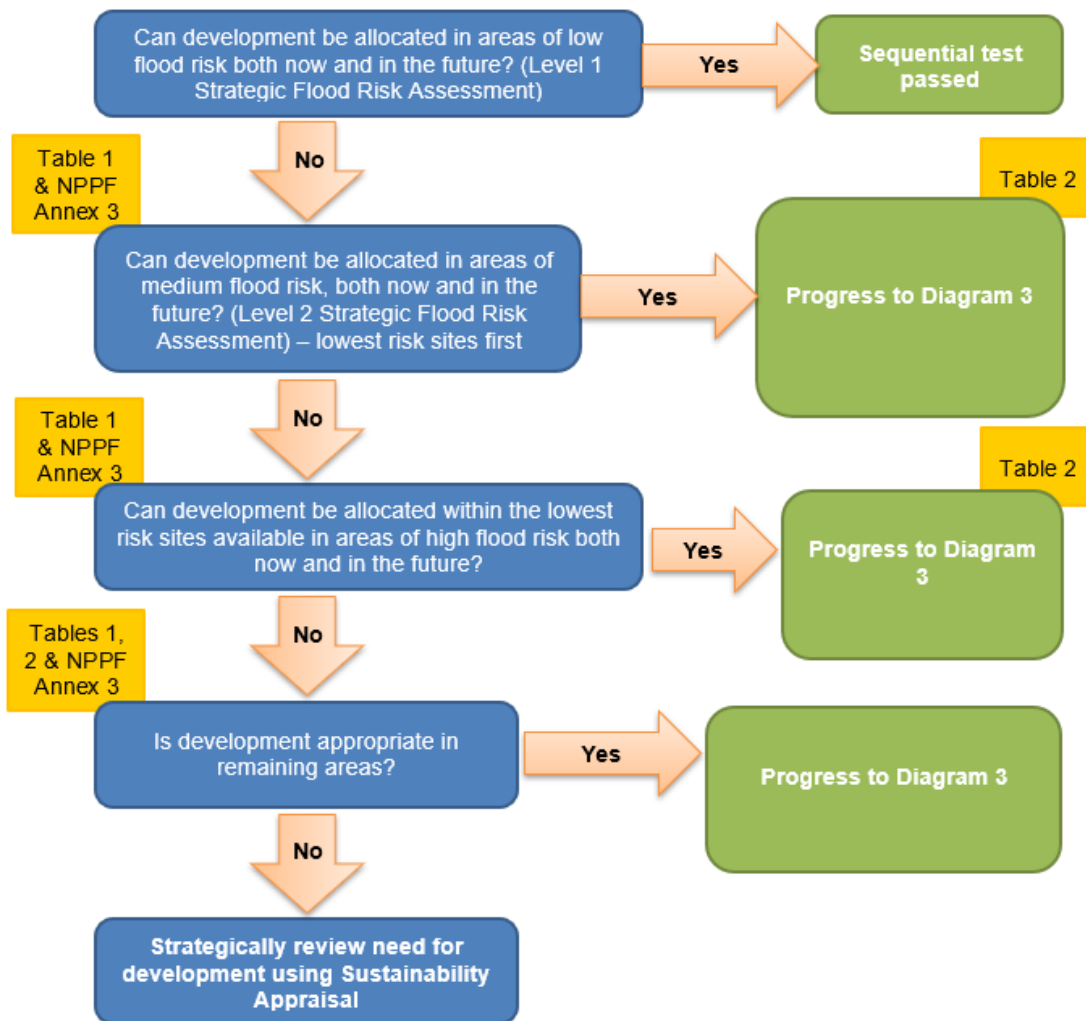 Can development be allocated in areas of low
flood risk both now and in the future? (Level 1
Strategic Flood Risk Assessment)
Yes
Sequential test
passed
No
Table 1
& NPPF
Annex 3
Table 2
Can development be allocated in areas of
medium flood risk, both now and in the
future? (Level 2 Strategic Flood Risk
Assessment) – lowest risk sites first
Yes
Progress to Diagram 3
No
Table 1
& NPPF
Annex 3
Table 2
Can development be allocated within the lowest
risk sites available in areas of high flood risk both
now and in the future?
Yes
Progress to Diagram
3
No
Tables 1,
2 & NPPF
Annex 3
Is development appropriate in
remaining areas?
Yes
Progress to Diagram 3
No
Strategically review need for
development using Sustainability
Appraisal